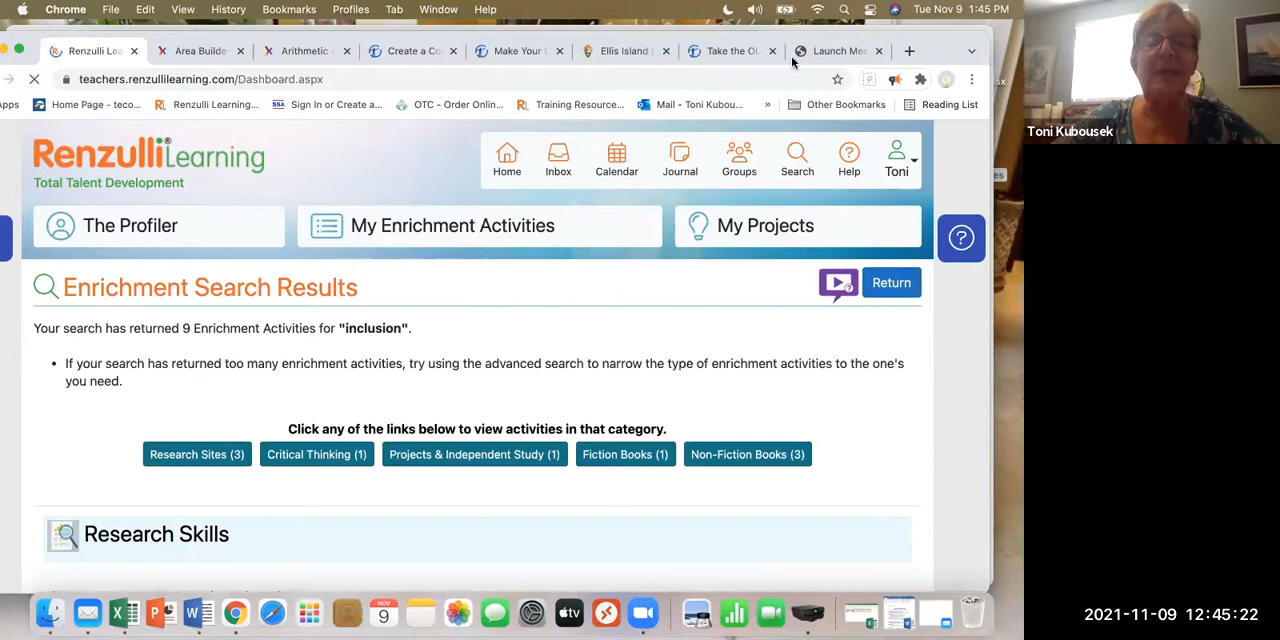 Chrome File Edit View History Bookmarks Profiles Tab Window Help Tue Nov 9 1:45 PM
Renzulli Lea Area Builde Arithmetic - Create a Co Make Your C Ellis Island Take the OL Launch Mee
teachers.renzullilearning.com/Dashboard.aspx
Home Page - teco... Renzulli Learning... Sign In or Create a... OTC - Order Onlin... Training Resource... Mail - Toni Kubou... » Other Bookmarks Reading List
Toni Kubousek
Renzulli Learning®
Total Talent Development
Home Inbox Calendar Journal Groups Search Help Toni
The Profiler My Enrichment Activities My Projects
Enrichment Search Results
Return
Your search has returned 9 Enrichment Activities for "inclusion".
• If your search has returned too many enrichment activities, try using the advanced search to narrow the type of enrichment activities to the one's
you need.
Click any of the links below to view activities in that category.
Research Sites (3) Critical Thinking (1) Projects & Independent Study (1) Fiction Books (1) Non-Fiction Books (3)
Research Skills
NOV
9
tv
2021-11-09 12:45:22